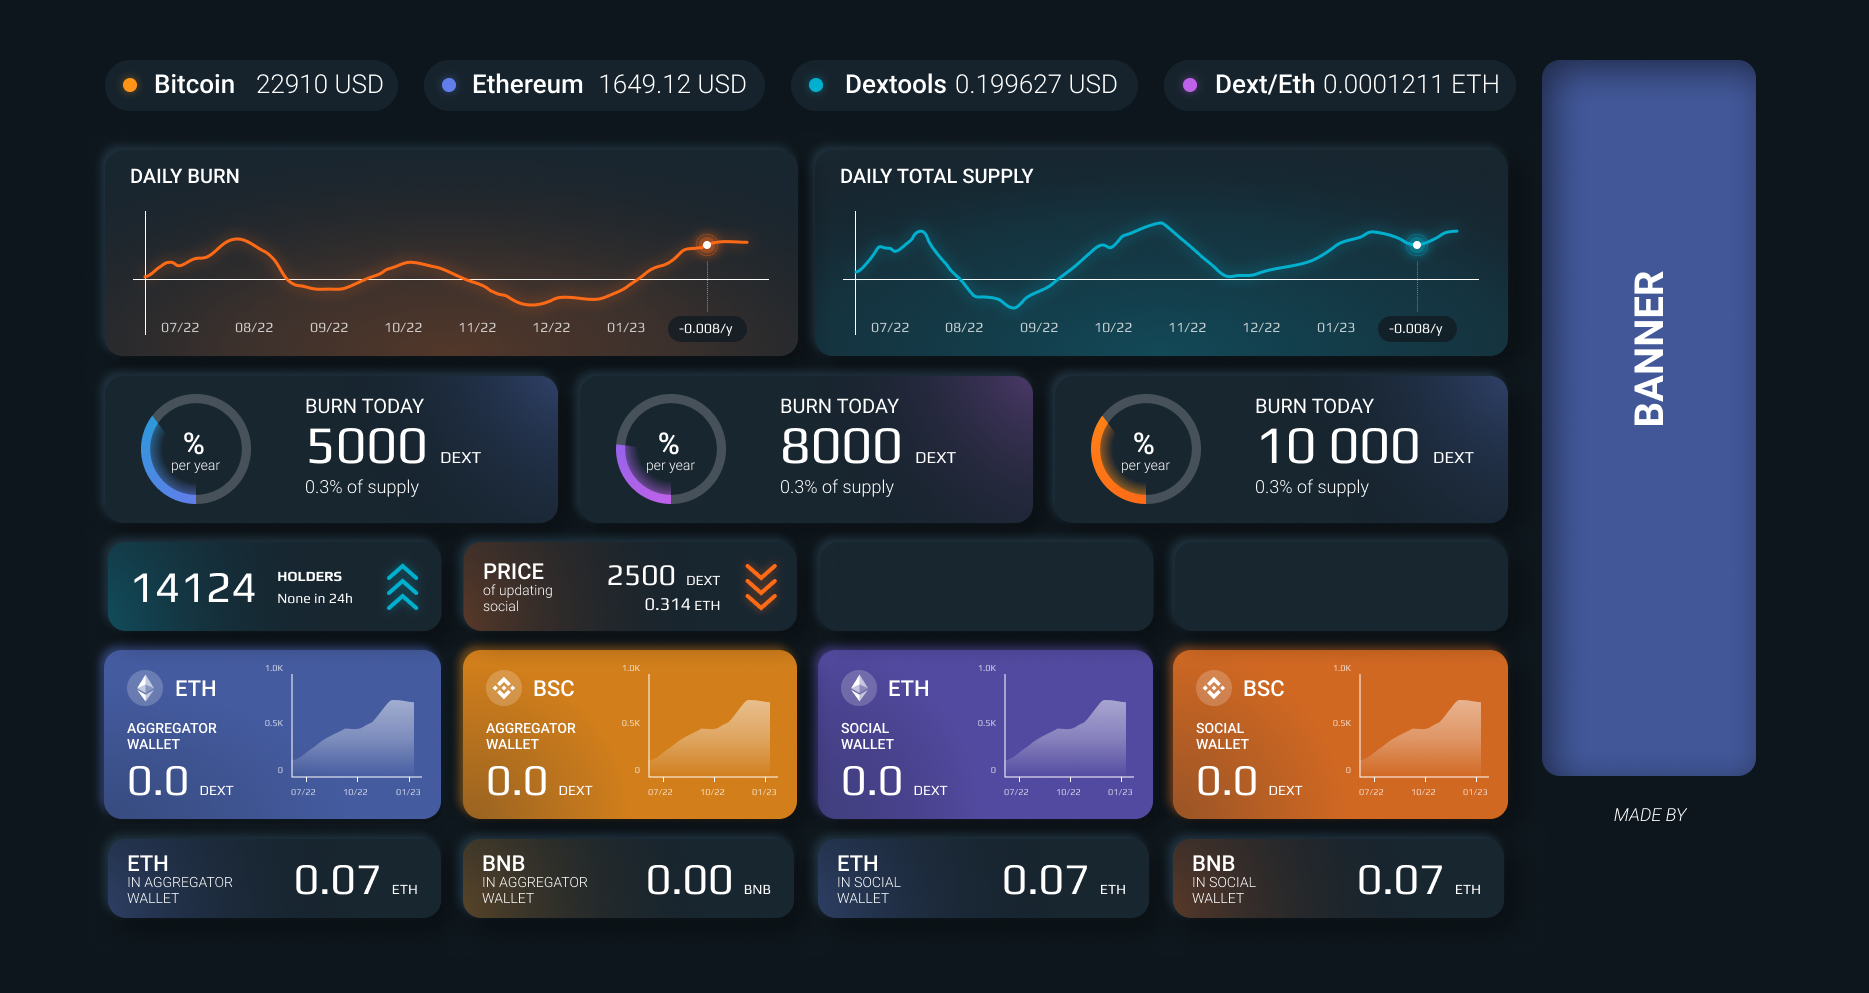 Bitcoin 22910 USD
Ethereum 1649.12 USD
Dextools 0.199627 USD
Dext/Eth 0.0001211 ETH
DAILY BURN
07/22 08/22 09/22 10/22 11/22 12/22 01/23 -0.008/y
DAILY TOTAL SUPPLY
07/22 08/22 09/22 10/22 11/22 12/22 01/23 -0.008/y
BANNER
%
per year
BURN TODAY
5000 DEXT
0.3% of supply
%
per year
BURN TODAY
8000 DEXT
0.3% of supply
%
per year
BURN TODAY
10 000 DEXT
0.3% of supply
14124
HOLDERS
None in 24h
PRICE
of updating
social
2500 DEXT
0.314 ETH
ETH
AGGREGATOR
WALLET
0.0 DEXT
1.0K
0.5K
0
07/22 10/22 01/23
BSC
AGGREGATOR
WALLET
0.0 DEXT
1.0K
0.5K
0
07/22 10/22 01/23
ETH
SOCIAL
WALLET
0.0 DEXT
1.0K
0.5K
0
07/22 10/22 01/23
BSC
SOCIAL
WALLET
0.0 DEXT
1.0K
0.5K
0
07/22 10/22 01/23
MADE BY
ETH
IN AGGREGATOR
WALLET
0.07 ETH
BNB
IN AGGREGATOR
WALLET
0.00 BNB
ETH
IN SOCIAL
WALLET
0.07 ETH
BNB
IN SOCIAL
WALLET
0.07 ETH